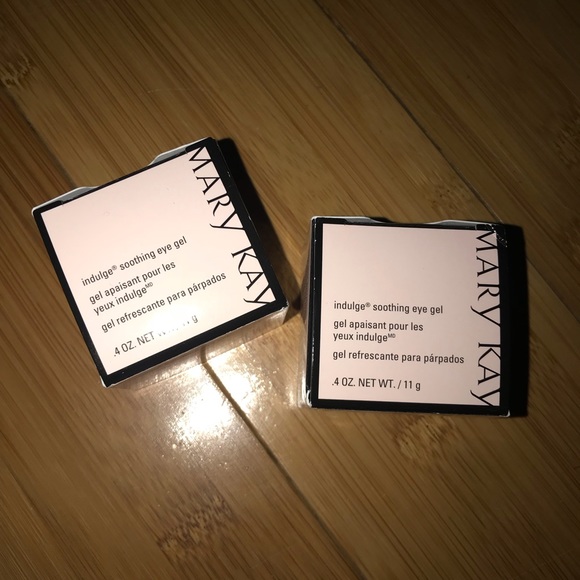 MARY KAY
indulge® soothing eye gel
gel apaisant pour les
yeux indulgeMD
gel refrescante para párpados
.4 OZ. NET g
MARY KAY
indulge® soothing eye gel
gel apaisant pour les
yeux indulgeMD
gel refrescante para párpados
.4 OZ. NET WT. / 11 g